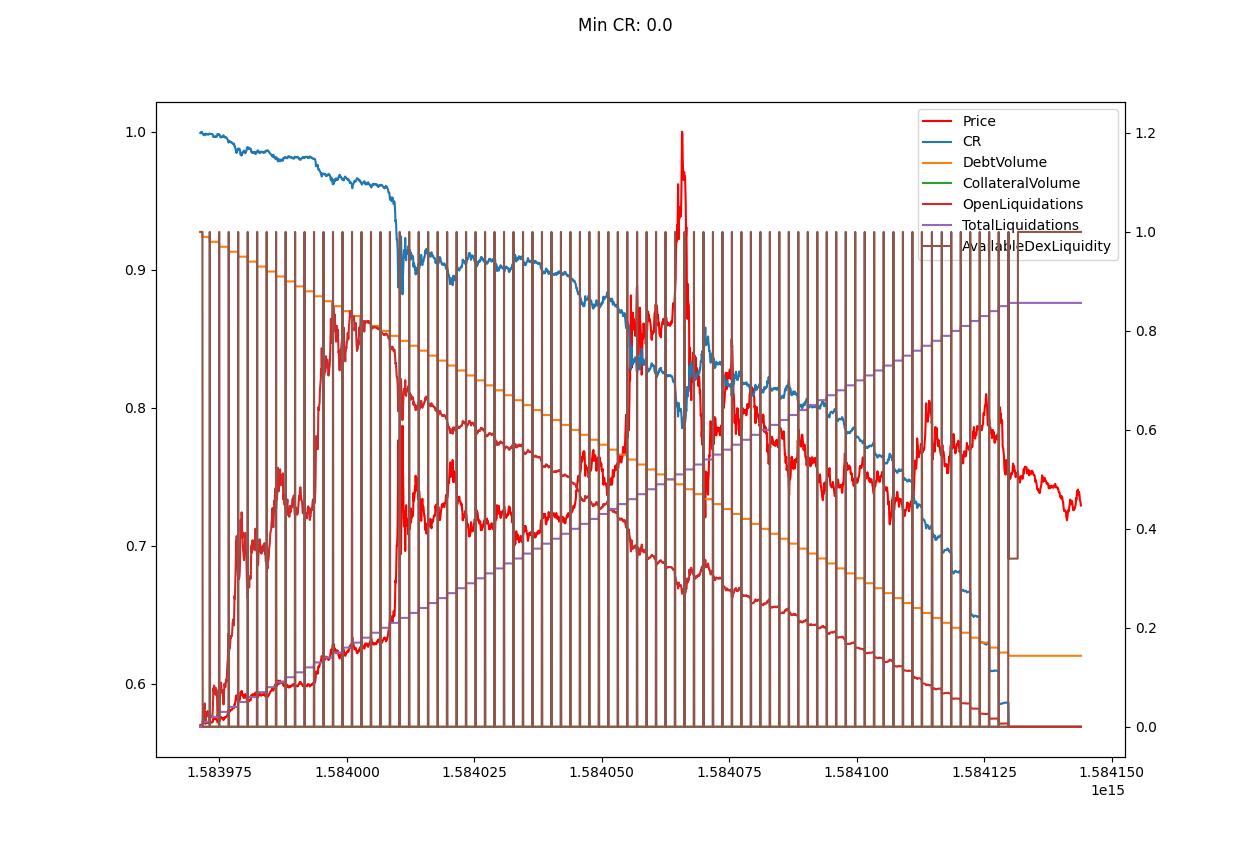 Min CR: 0.0
1.0
0.9
0.8
0.7
0.6
1.2
1.0
0.8
0.6
0.4
0.2
0.0
Price
CR
DebtVolume
CollateralVolume
OpenLiquidations
TotalLiquidations
AvailableDexLiquidity
1.583975 1.584000 1.584025 1.584050 1.584075 1.584100 1.584125 1.584150
1e15